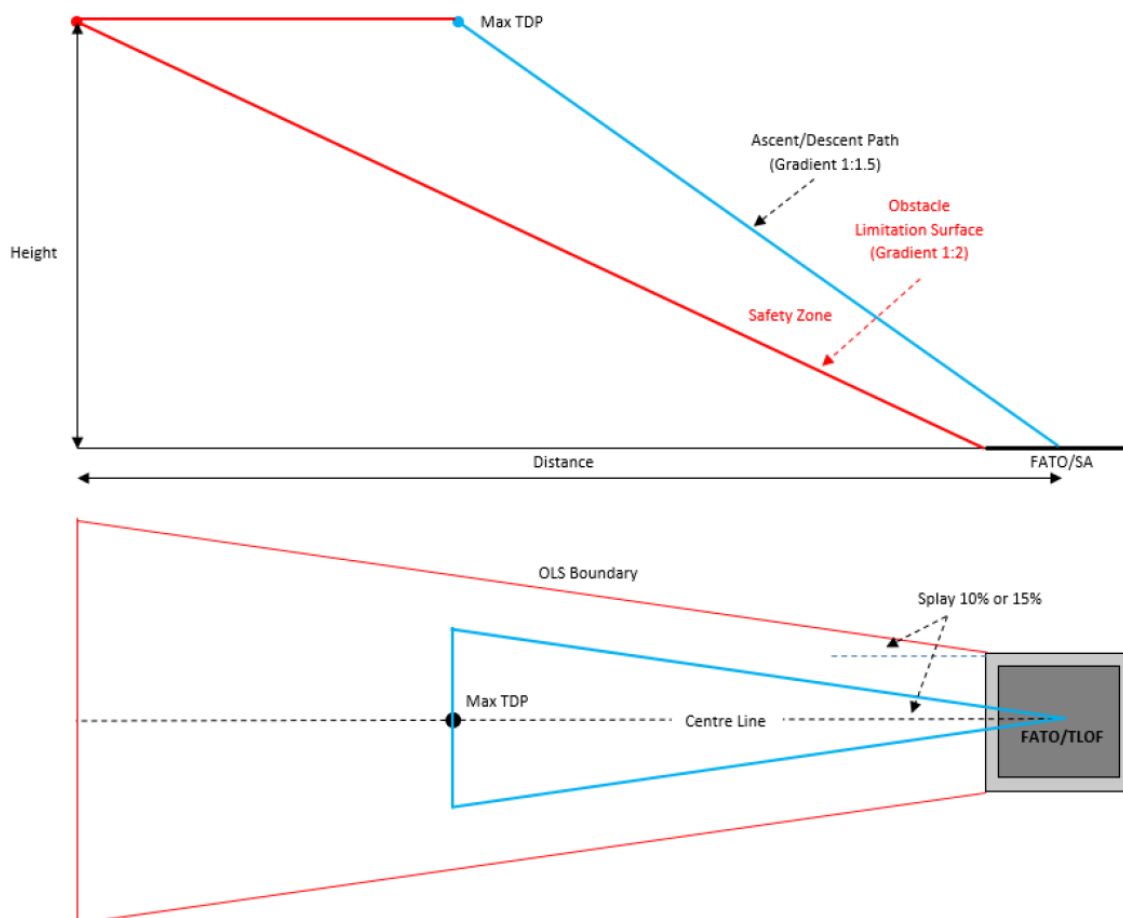 Max TDP
Ascent/Descent Path
(Gradient 1:1.5)
Obstacle
Limitation Surface
(Gradient 1:2)
Height
Safety Zone
Distance
FATO/SA
OLS Boundary
Splay 10% or 15%
Max TDP
Centre Line
FATO/TLOF